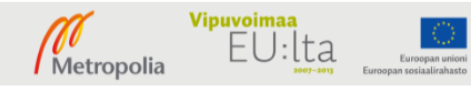 Metropolia
Vipuvoimaa
EU:lta
2007–2013
Euroopan unioni
Euroopan sosiaalirahasto